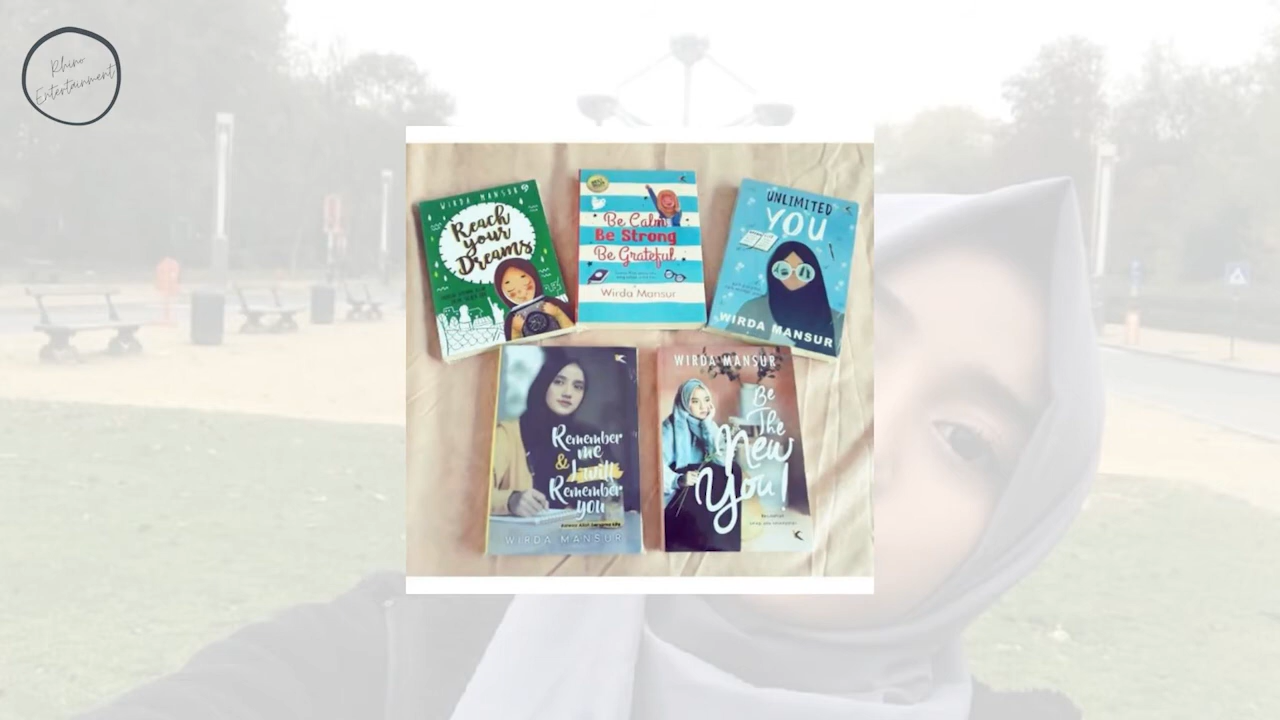 Rhino
Entertainment
WIRDA MANSUR
Reach
your
Dreams
Be Calm
Be Strong
Be Grateful
Wirda Mansur
UNLIMITED
YOU
WIRDA MANSUR
Remember
me
& I will
Remember
you
WIRDA MANSUR
WIRDA MANSUR
Be
The
New
You!